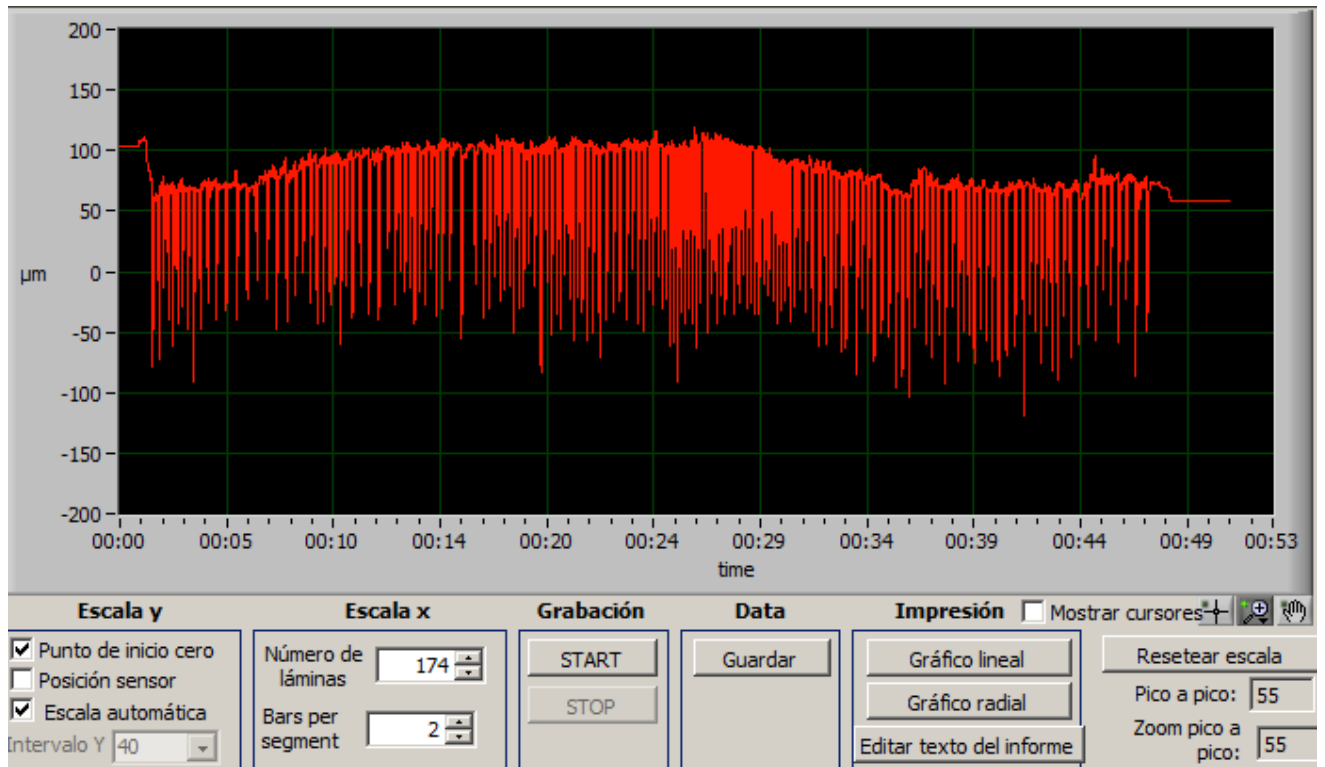 200
150
100
50
µm
0
-50
-100
-150
-200
00:00 00:05 00:10 00:14 00:20 00:24 00:29 00:34 00:39 00:44 00:49 00:53
time
Escala y
Punto de inicio cero
Posición sensor
Escala automática
Intervalo Y 40
Escala x
Número de
láminas
174
Bars per
segment
2
Grabación
START
STOP
Data
Guardar
Impresión
Mostrar cursores
Gráfico lineal
Gráfico radial
Editar texto del informe
Resetear escala
Pico a pico: 55
Zoom pico a
pico: 55